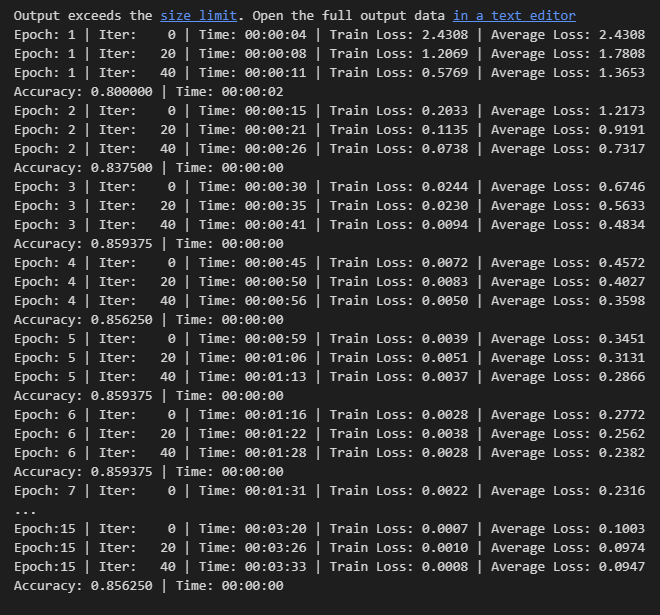 Output exceeds the size limit. Open the full output data in a text editor
Epoch: 1 | Iter:    0 | Time: 00:00:04 | Train Loss: 2.4308 | Average Loss: 2.4308
Epoch: 1 | Iter:   20 | Time: 00:00:08 | Train Loss: 1.2069 | Average Loss: 1.7808
Epoch: 1 | Iter:   40 | Time: 00:00:11 | Train Loss: 0.5769 | Average Loss: 1.3653
Accuracy: 0.800000 | Time: 00:00:02
Epoch: 2 | Iter:    0 | Time: 00:00:15 | Train Loss: 0.2033 | Average Loss: 1.2173
Epoch: 2 | Iter:   20 | Time: 00:00:21 | Train Loss: 0.1135 | Average Loss: 0.9191
Epoch: 2 | Iter:   40 | Time: 00:00:26 | Train Loss: 0.0738 | Average Loss: 0.7317
Accuracy: 0.837500 | Time: 00:00:00
Epoch: 3 | Iter:    0 | Time: 00:00:30 | Train Loss: 0.0244 | Average Loss: 0.6746
Epoch: 3 | Iter:   20 | Time: 00:00:35 | Train Loss: 0.0230 | Average Loss: 0.5633
Epoch: 3 | Iter:   40 | Time: 00:00:41 | Train Loss: 0.0094 | Average Loss: 0.4834
Accuracy: 0.859375 | Time: 00:00:00
Epoch: 4 | Iter:    0 | Time: 00:00:45 | Train Loss: 0.0072 | Average Loss: 0.4572
Epoch: 4 | Iter:   20 | Time: 00:00:50 | Train Loss: 0.0083 | Average Loss: 0.4027
Epoch: 4 | Iter:   40 | Time: 00:00:56 | Train Loss: 0.0050 | Average Loss: 0.3598
Accuracy: 0.856250 | Time: 00:00:00
Epoch: 5 | Iter:    0 | Time: 00:00:59 | Train Loss: 0.0039 | Average Loss: 0.3451
Epoch: 5 | Iter:   20 | Time: 00:01:06 | Train Loss: 0.0051 | Average Loss: 0.3131
Epoch: 5 | Iter:   40 | Time: 00:01:13 | Train Loss: 0.0037 | Average Loss: 0.2866
Accuracy: 0.859375 | Time: 00:00:00
Epoch: 6 | Iter:    0 | Time: 00:01:16 | Train Loss: 0.0028 | Average Loss: 0.2772
Epoch: 6 | Iter:   20 | Time: 00:01:22 | Train Loss: 0.0038 | Average Loss: 0.2562
Epoch: 6 | Iter:   40 | Time: 00:01:28 | Train Loss: 0.0028 | Average Loss: 0.2382
Accuracy: 0.859375 | Time: 00:00:00
Epoch: 7 | Iter:    0 | Time: 00:01:31 | Train Loss: 0.0022 | Average Loss: 0.2316
...
Epoch:15 | Iter:    0 | Time: 00:03:20 | Train Loss: 0.0007 | Average Loss: 0.1003
Epoch:15 | Iter:   20 | Time: 00:03:26 | Train Loss: 0.0010 | Average Loss: 0.0974
Epoch:15 | Iter:   40 | Time: 00:03:33 | Train Loss: 0.0008 | Average Loss: 0.0947
Accuracy: 0.856250 | Time: 00:00:00